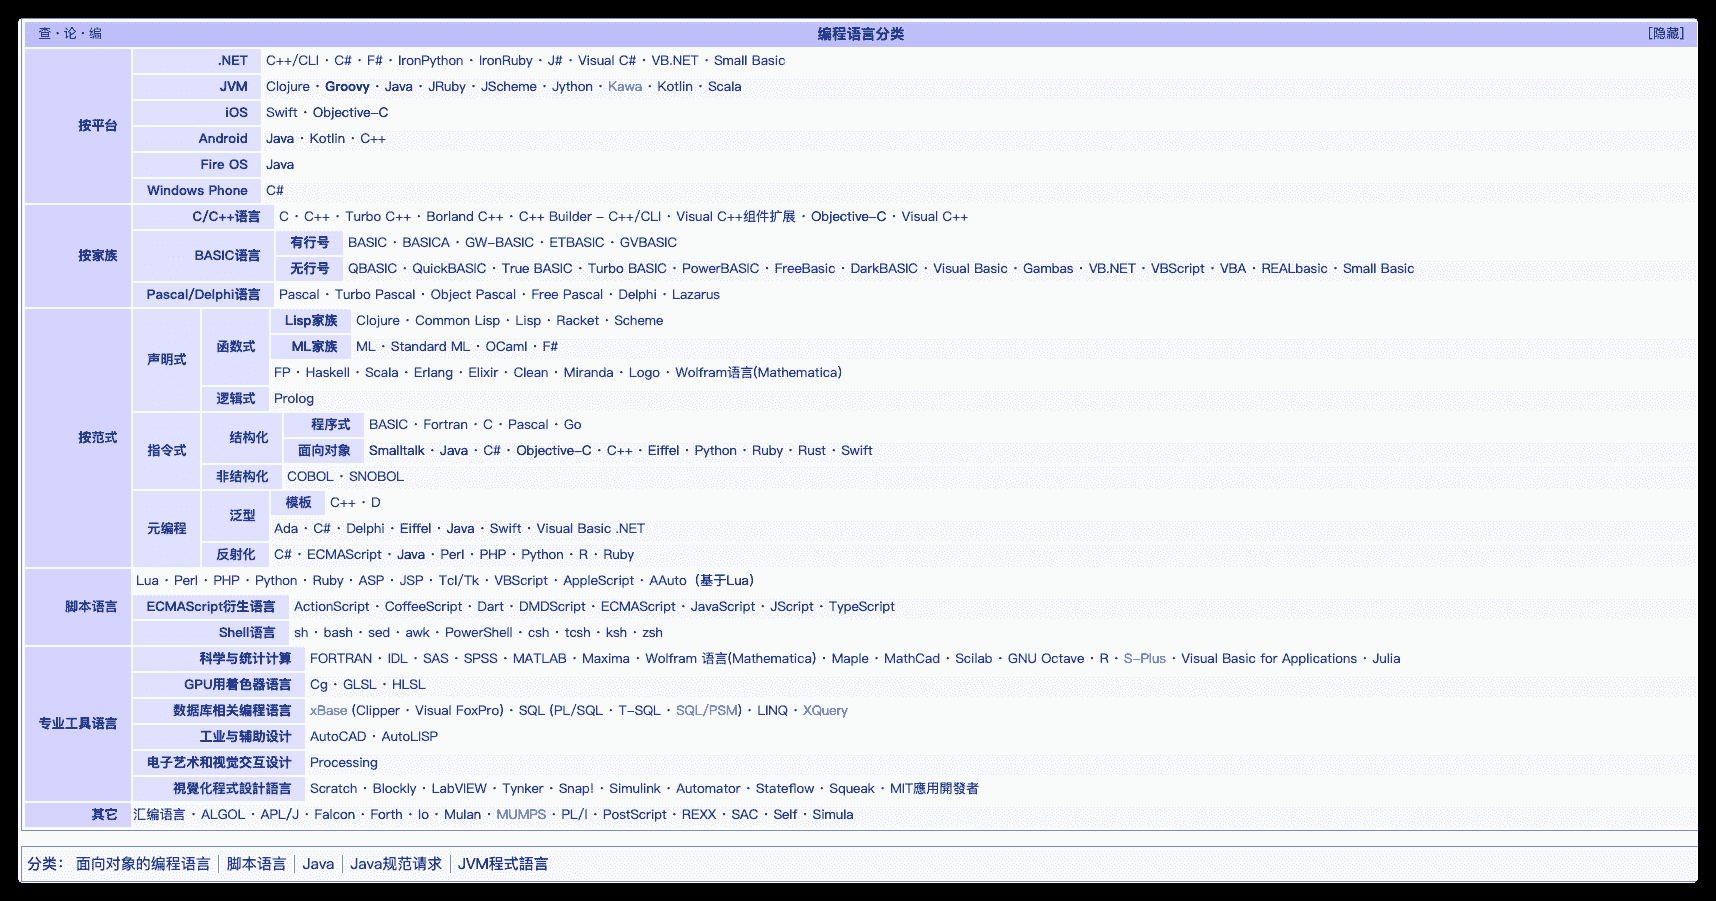 查 · 论 · 编 编程语言分类 [隐藏]
按平台
.NET C++/CLI · C# · F# · IronPython · IronRuby · J# · Visual C# · VB.NET · Small Basic
JVM Clojure · Groovy · Java · JRuby · JScheme · Jython · Kawa · Kotlin · Scala
iOS Swift · Objective-C
Android Java · Kotlin · C++
Fire OS Java
Windows Phone C#
按家族
C/C++语言 C · C++ · Turbo C++ · Borland C++ · C++ Builder - C++/CLI · Visual C++组件扩展 · Objective-C · Visual C++
BASIC语言
有行号 BASIC · BASICA · GW-BASIC · ETBASIC · GVBASIC
无行号 QBASIC · QuickBASIC · True BASIC · Turbo BASIC · PowerBASIC · FreeBasic · DarkBASIC · Visual Basic · Gambas · VB.NET · VBScript · VBA · REALbasic · Small Basic
Pascal/Delphi语言 Pascal · Turbo Pascal · Object Pascal · Free Pascal · Delphi · Lazarus
按范式
声明式
函数式
Lisp家族 Clojure · Common Lisp · Lisp · Racket · Scheme
ML家族 ML · Standard ML · OCaml · F#
FP · Haskell · Scala · Erlang · Elixir · Clean · Miranda · Logo · Wolfram语言(Mathematica)
逻辑式 Prolog
指令式
结构化
程序式 BASIC · Fortran · C · Pascal · Go
面向对象 Smalltalk · Java · C# · Objective-C · C++ · Eiffel · Python · Ruby · Rust · Swift
非结构化 COBOL · SNOBOL
元编程
泛型
模板 C++ · D
Ada · C# · Delphi · Eiffel · Java · Swift · Visual Basic .NET
反射化 C# · ECMAScript · Java · Perl · PHP · Python · R · Ruby
脚本语言
Lua · Perl · PHP · Python · Ruby · ASP · JSP · Tcl/Tk · VBScript · AppleScript · AAuto（基于Lua）
ECMAScript衍生语言 ActionScript · CoffeeScript · Dart · DMDScript · ECMAScript · JavaScript · JScript · TypeScript
Shell语言 sh · bash · sed · awk · PowerShell · csh · tcsh · ksh · zsh
专业工具语言
科学与统计计算 FORTRAN · IDL · SAS · SPSS · MATLAB · Maxima · Wolfram 语言(Mathematica) · Maple · MathCad · Scilab · GNU Octave · R · S-Plus · Visual Basic for Applications · Julia
GPU用着色器语言 Cg · GLSL · HLSL
数据库相关编程语言 xBase (Clipper · Visual FoxPro) · SQL (PL/SQL · T-SQL · SQL/PSM) · LINQ · XQuery
工业与辅助设计 AutoCAD · AutoLISP
电子艺术和视觉交互设计 Processing
視覺化程式設計語言 Scratch · Blockly · LabVIEW · Tynker · Snap! · Simulink · Automator · Stateflow · Squeak · MIT應用開發者
其它 汇编语言 · ALGOL · APL/J · Falcon · Forth · Io · Mulan · MUMPS · PL/I · PostScript · REXX · SAC · Self · Simula
分类： 面向对象的编程语言 | 脚本语言 | Java | Java规范请求 | JVM程式語言